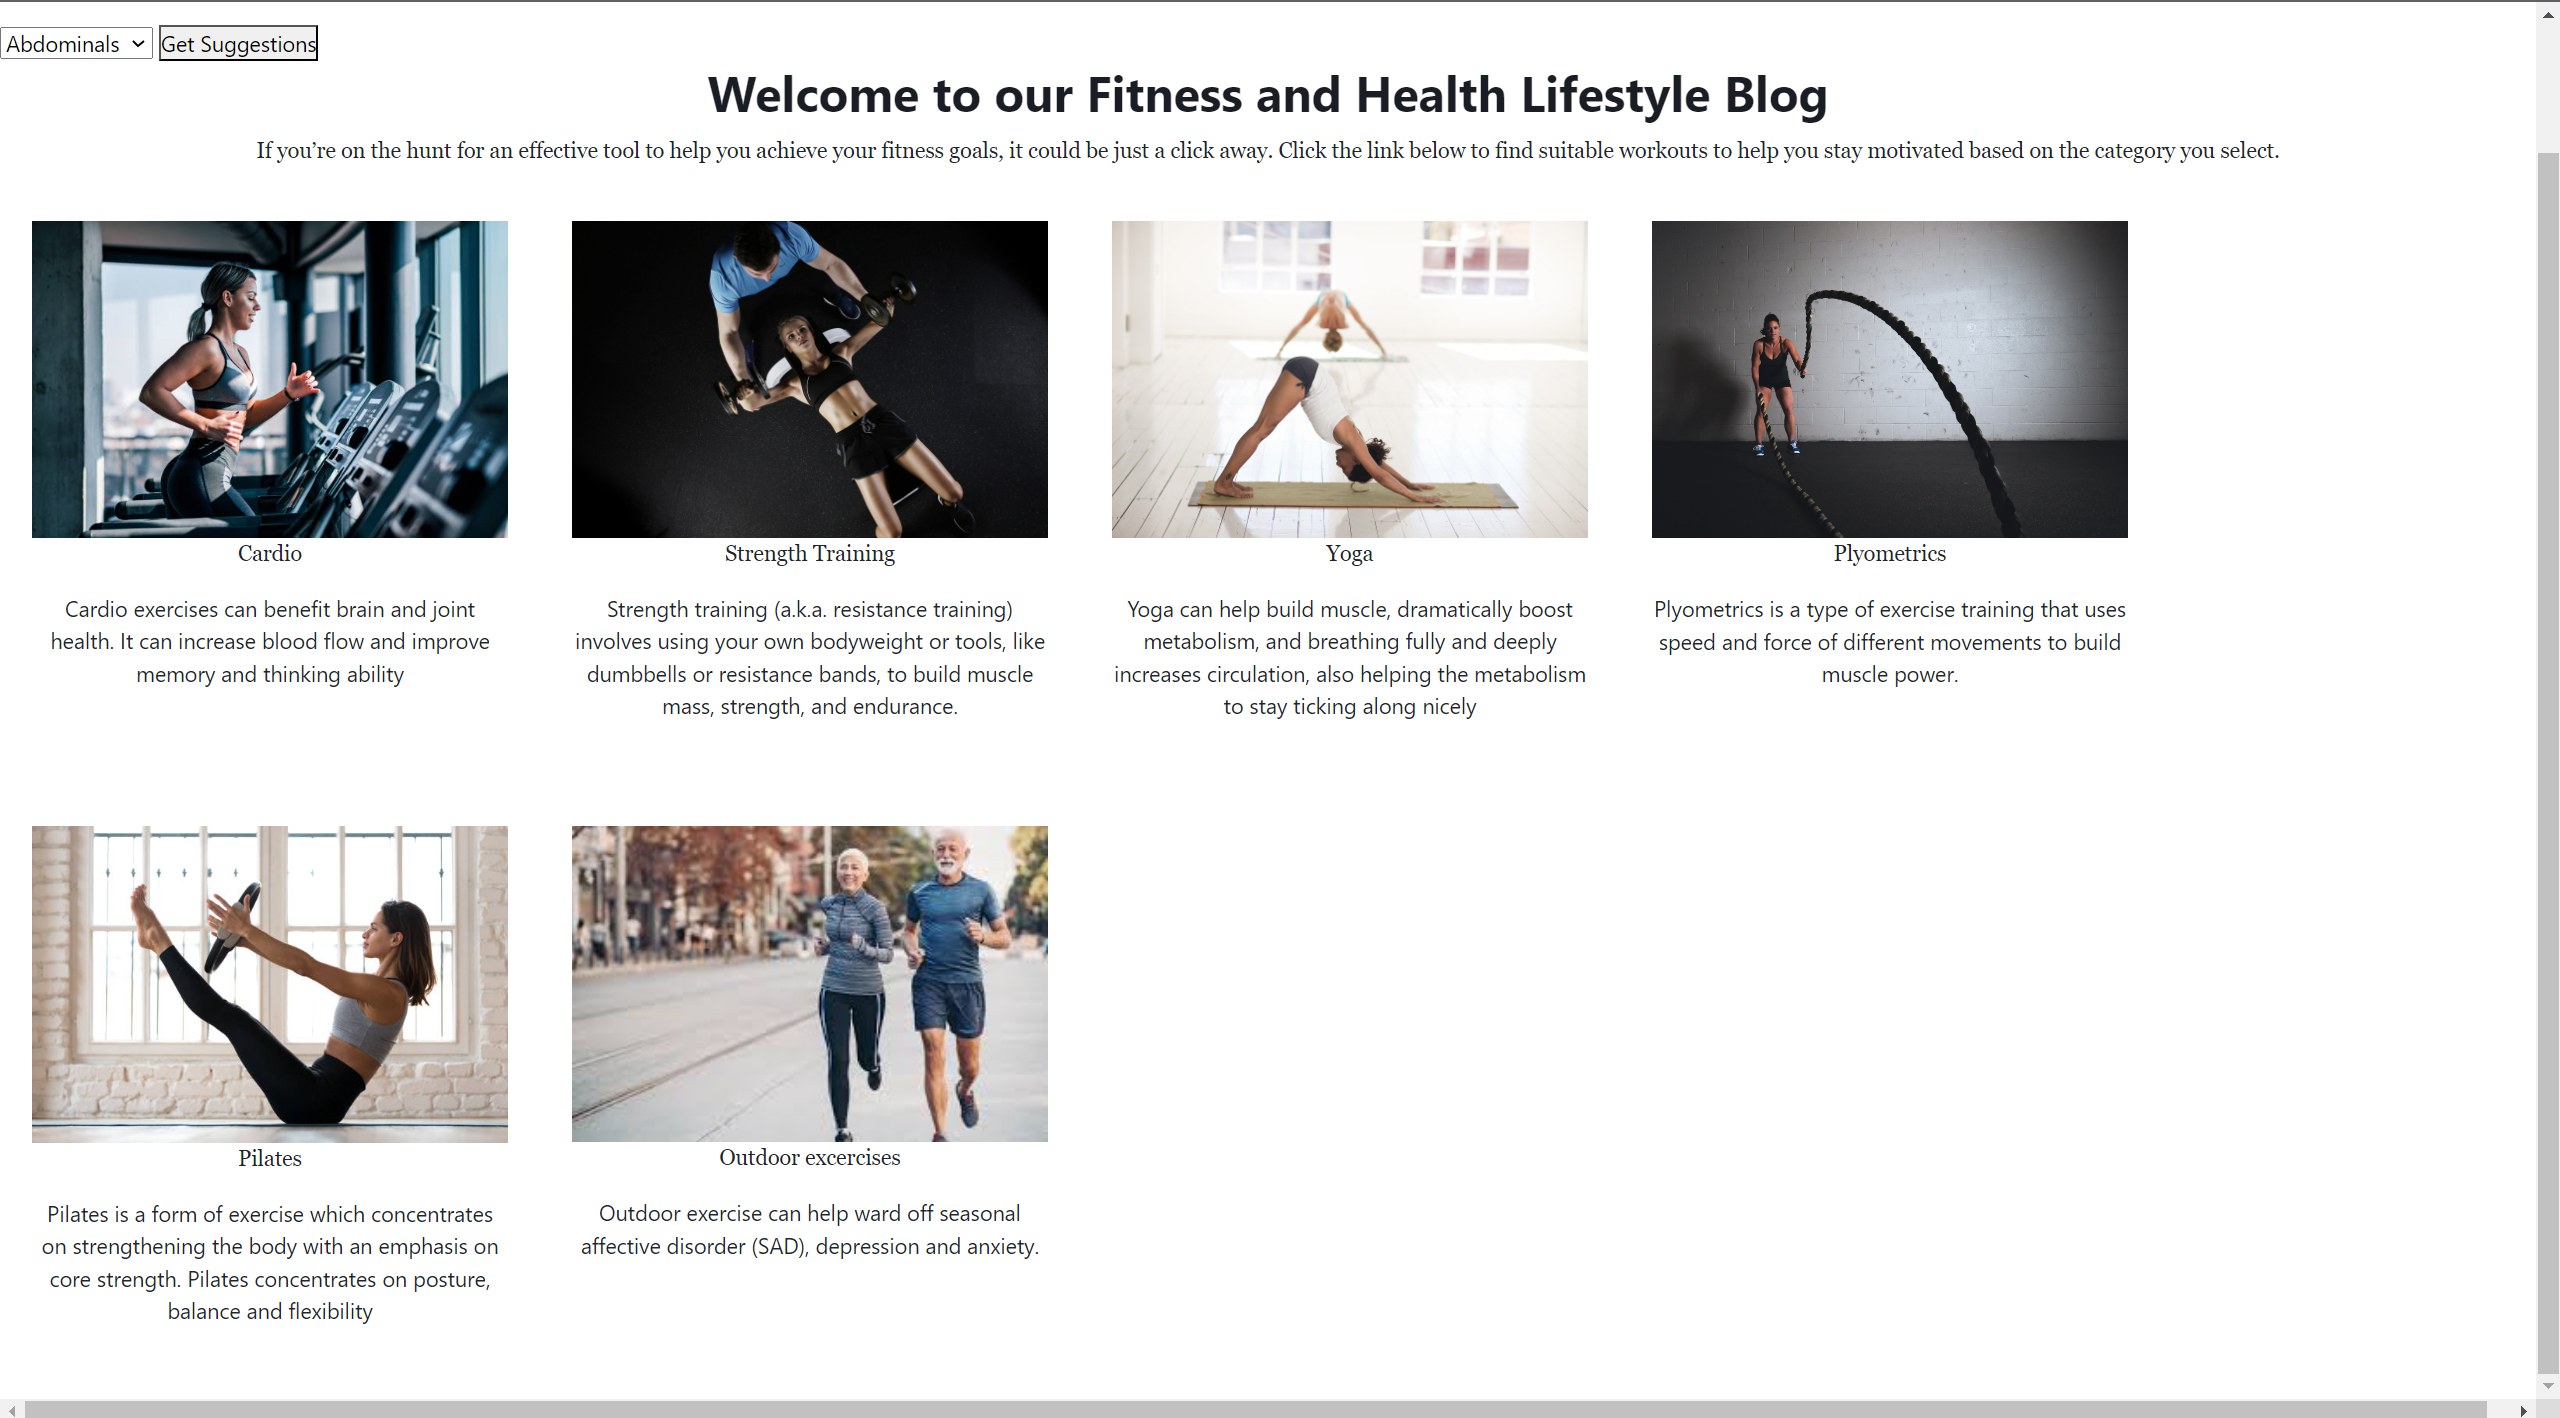 Abdominals
Get Suggestions
Welcome to our Fitness and Health Lifestyle Blog
If you’re on the hunt for an effective tool to help you achieve your fitness goals, it could be just a click away. Click the link below to find suitable workouts to help you stay motivated based on the category you select.
Cardio
Cardio exercises can benefit brain and joint
health. It can increase blood flow and improve
memory and thinking ability
Strength Training
Strength training (a.k.a. resistance training)
involves using your own bodyweight or tools, like
dumbbells or resistance bands, to build muscle
mass, strength, and endurance.
Yoga
Yoga can help build muscle, dramatically boost
metabolism, and breathing fully and deeply
increases circulation, also helping the metabolism
to stay ticking along nicely
Plyometrics
Plyometrics is a type of exercise training that uses
speed and force of different movements to build
muscle power.
Pilates
Pilates is a form of exercise which concentrates
on strengthening the body with an emphasis on
core strength. Pilates concentrates on posture,
balance and flexibility
Outdoor excercises
Outdoor exercise can help ward off seasonal
affective disorder (SAD), depression and anxiety.